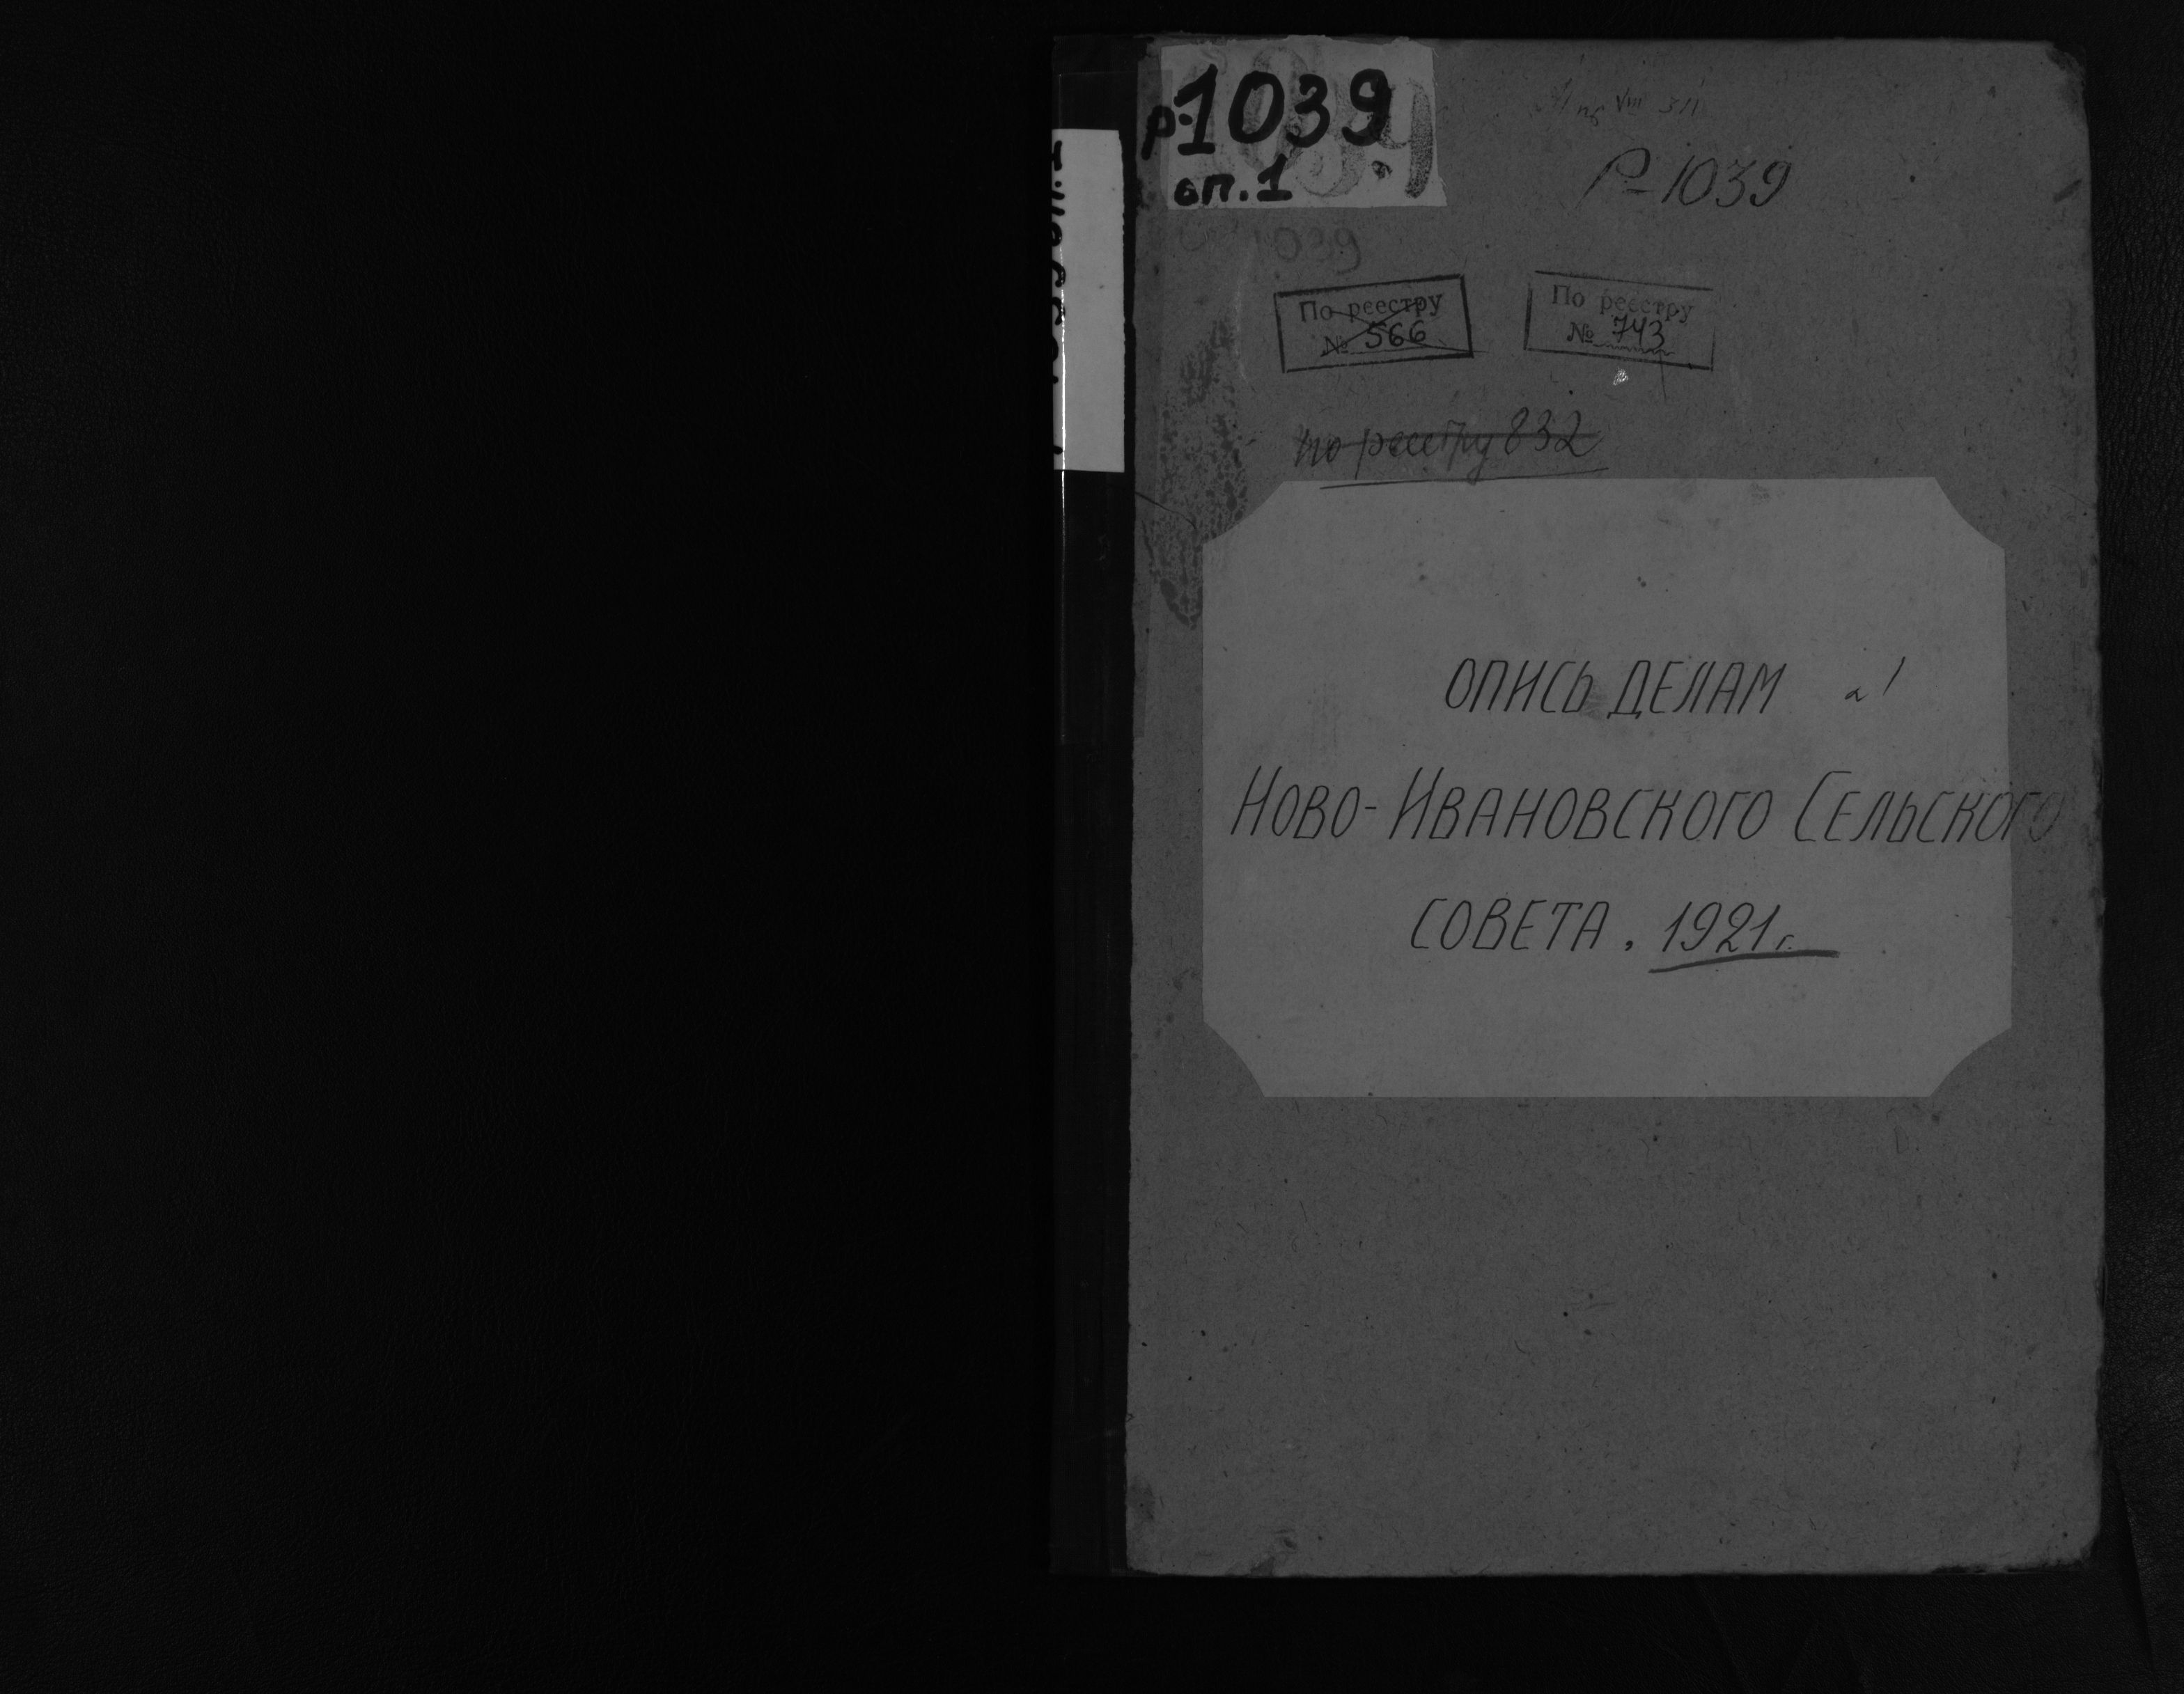 р-1039
оп.1
Р-1039
1039
По реестру
№ 566
По реестру
№ 743
по реестру 832
ОПИСЬ ДЕЛАМ №1
НОВО-ИВАНОВСКОГО СЕЛЬСКОГО
СОВЕТА. 1921 г.